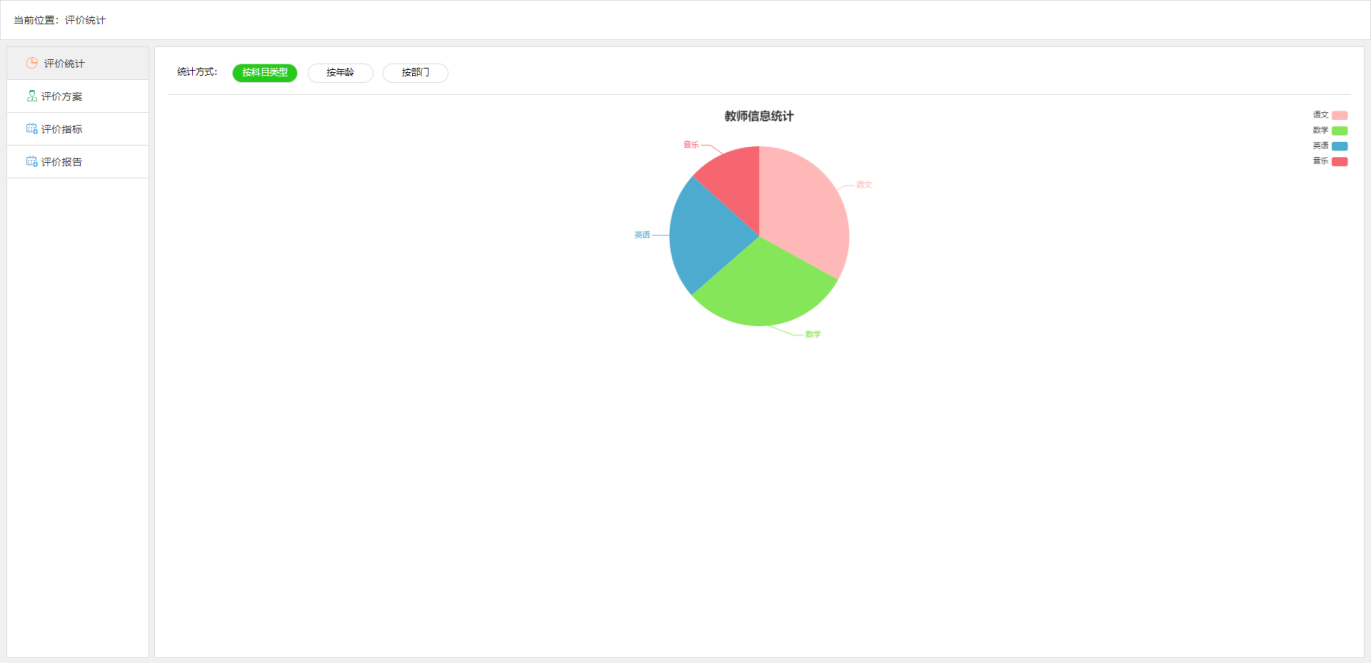 当前位置：评价统计
评价统计
评价方案
评价指标
评价报告
统计方式： 按科目类型 按年龄 按部门
教师信息统计
语文
数学
英语
音乐
音乐
语文
英语
数学